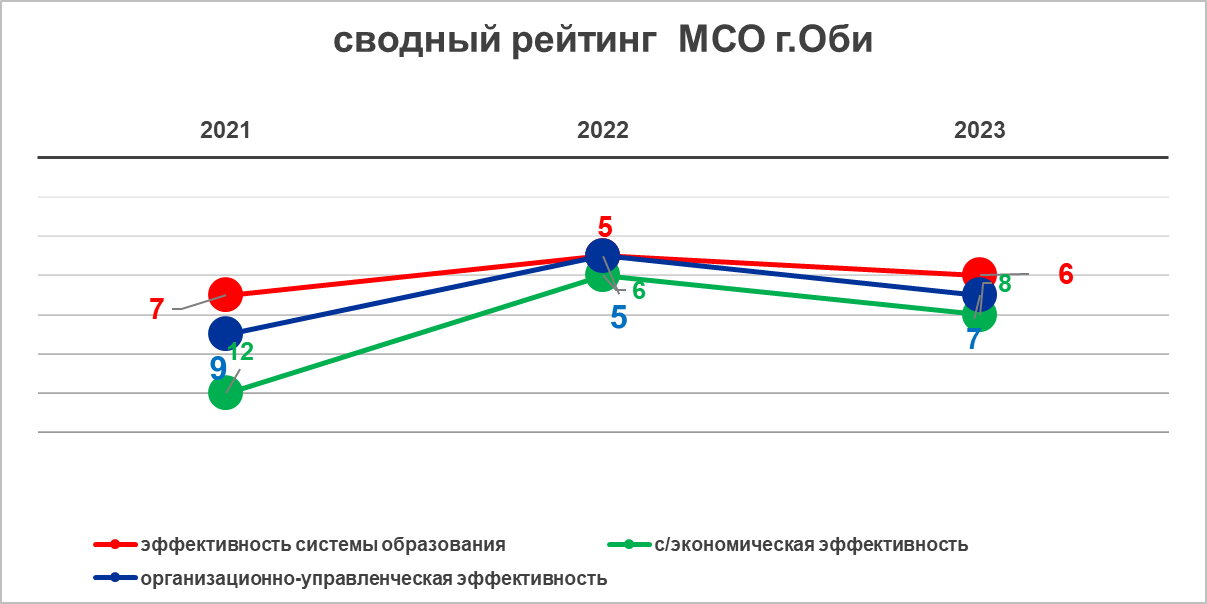 сводный рейтинг  МСО г.Оби
2021 2022 2023
5
7 6
8
6
5
7
12
9
эффективность системы образования с/экономическая эффективность
организационно-управленческая эффективность